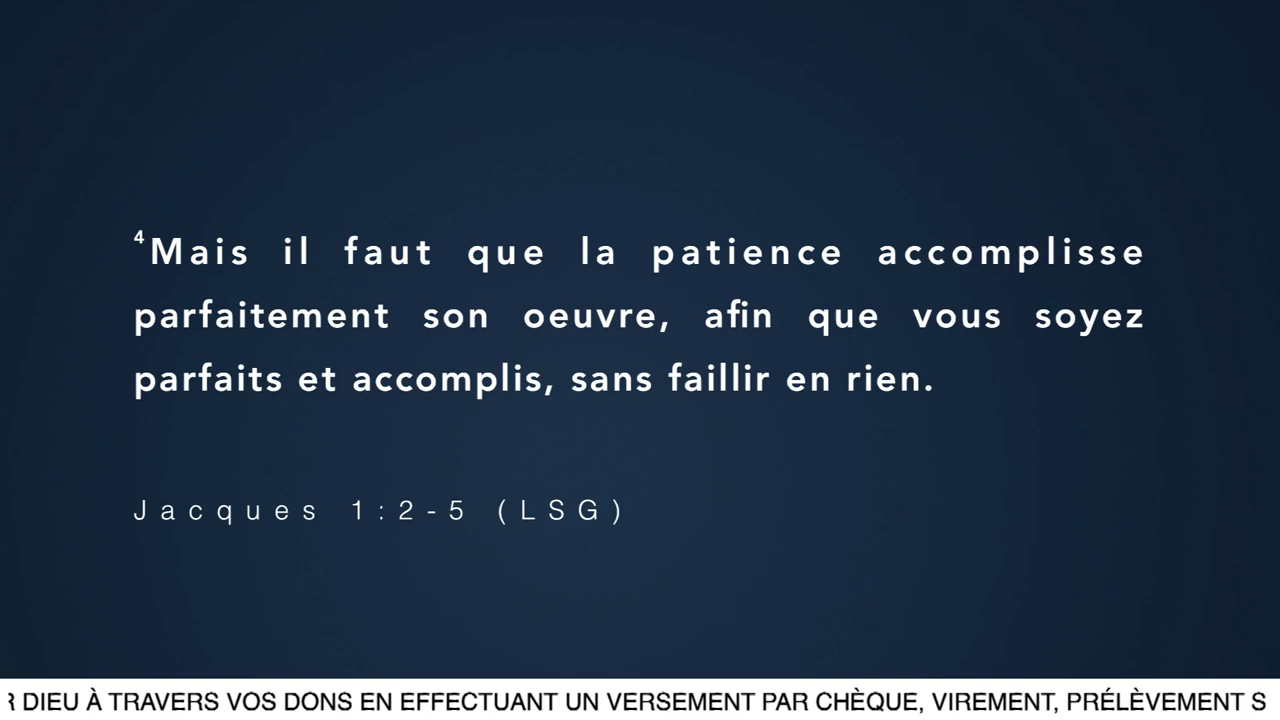 ⁴Mais il faut que la patience accomplisse
parfaitement son oeuvre, afin que vous soyez
parfaits et accomplis, sans faillir en rien.
Jacques 1:2-5 (LSG)
DIEU À TRAVERS VOS DONS EN EFFECTUANT UN VERSEMENT PAR CHÈQUE, VIREMENT, PRÉLÈVEMENT S